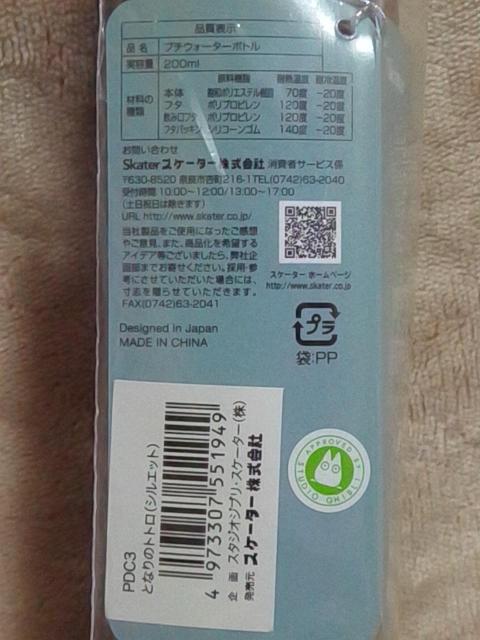 品質表示
品 名 プチウォーターボトル
実容量 200ml
材料の種類 原料種類 耐熱温度 耐冷温度
本体 飽和ポリエステル樹脂 70度 -20度
フタ ポリプロピレン 120度 -20度
飲み口フタ ポリプロピレン 120度 -20度
フタパッキン シリコーンゴム 140度 -20度
お問い合わせ
Skater スケーター株式会社 消費者サービス係
〒630-8520 奈良市杏町216-1 TEL(0742)63-2040
受付時間 10:00~12:00/13:00~17:00
(土日祝日は除きます)
URL http://www.skater.co.jp/
当社製品をご使用になったご感想
やご意見、また、商品化を希望する
アイデア等ございましたら、弊社企
画部までお寄せください。採用・参
考にさせていただいた場合には、
寸志を贈らせていただきます。
FAX(0742)63-2041
スケーター ホームページ
http://www.skater.co.jp
プラ
袋:PP
Designed in Japan
MADE IN CHINA
APPROVED BY
STUDIO GHIBLI
PDC3
となりのトトロ(シルエット)
4 973307 551949
企 画 スタジオジブリ・スケーター(株)
発売元 スケーター株式会社